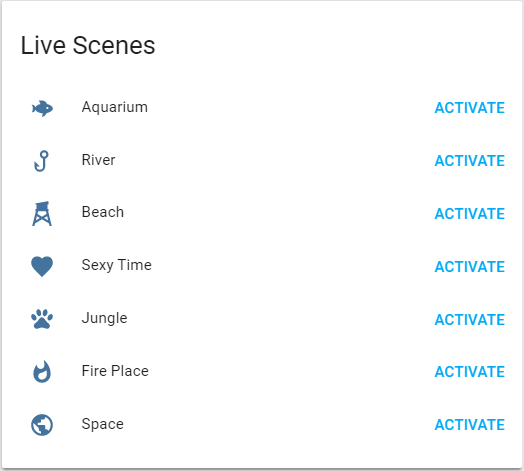 Live Scenes
Aquarium ACTIVATE
River ACTIVATE
Beach ACTIVATE
Sexy Time ACTIVATE
Jungle ACTIVATE
Fire Place ACTIVATE
Space ACTIVATE